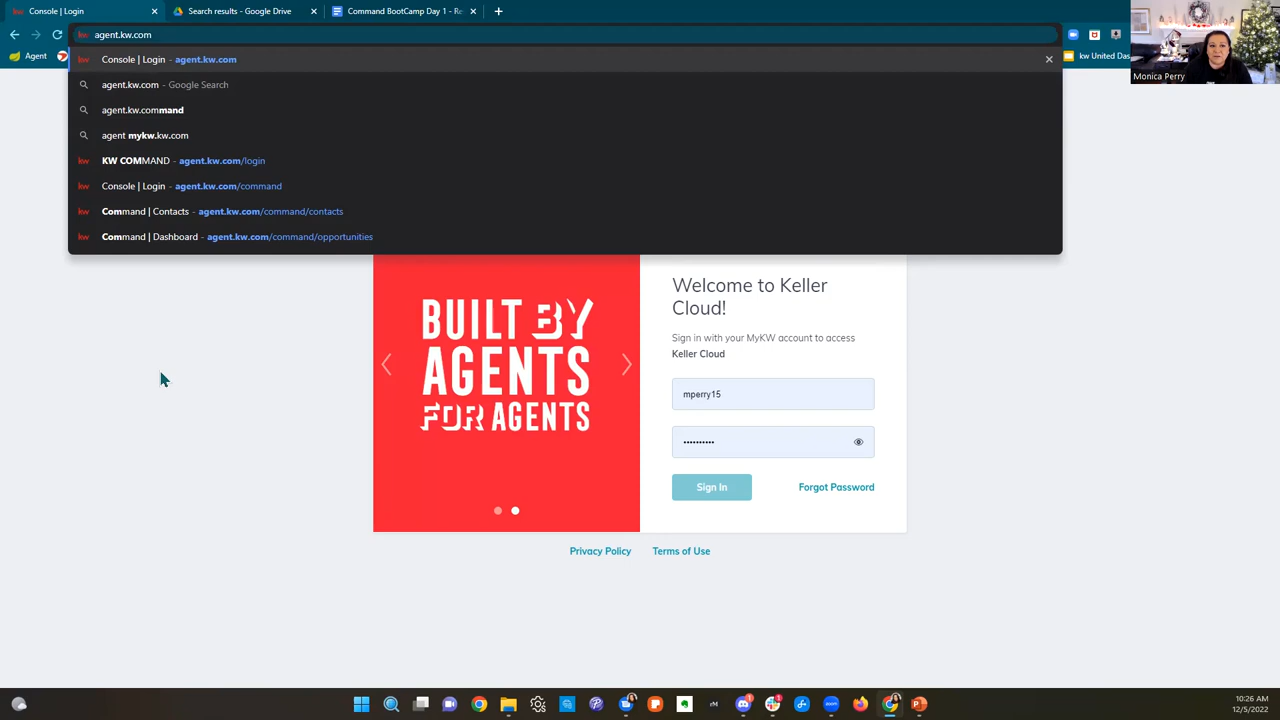 Console | Login
Search results - Google Drive
Command BootCamp Day 1 - Re
agent.kw.com
Agent
kw United Das
Monica Perry
kw Console | Login - agent.kw.com
agent.kw.com - Google Search
agent.kw.command
agent mykw.kw.com
kw KW COMMAND - agent.kw.com/login
kw Console | Login - agent.kw.com/command
kw Command | Contacts - agent.kw.com/command/contacts
kw Command | Dashboard - agent.kw.com/command/opportunities
BUILT BY
AGENTS
FOR AGENTS
Welcome to Keller
Cloud!
Sign in with your MyKW account to access
Keller Cloud
mperry15
••••••••••
Sign In
Forgot Password
Privacy Policy
Terms of Use
10:26 AM
12/5/2022